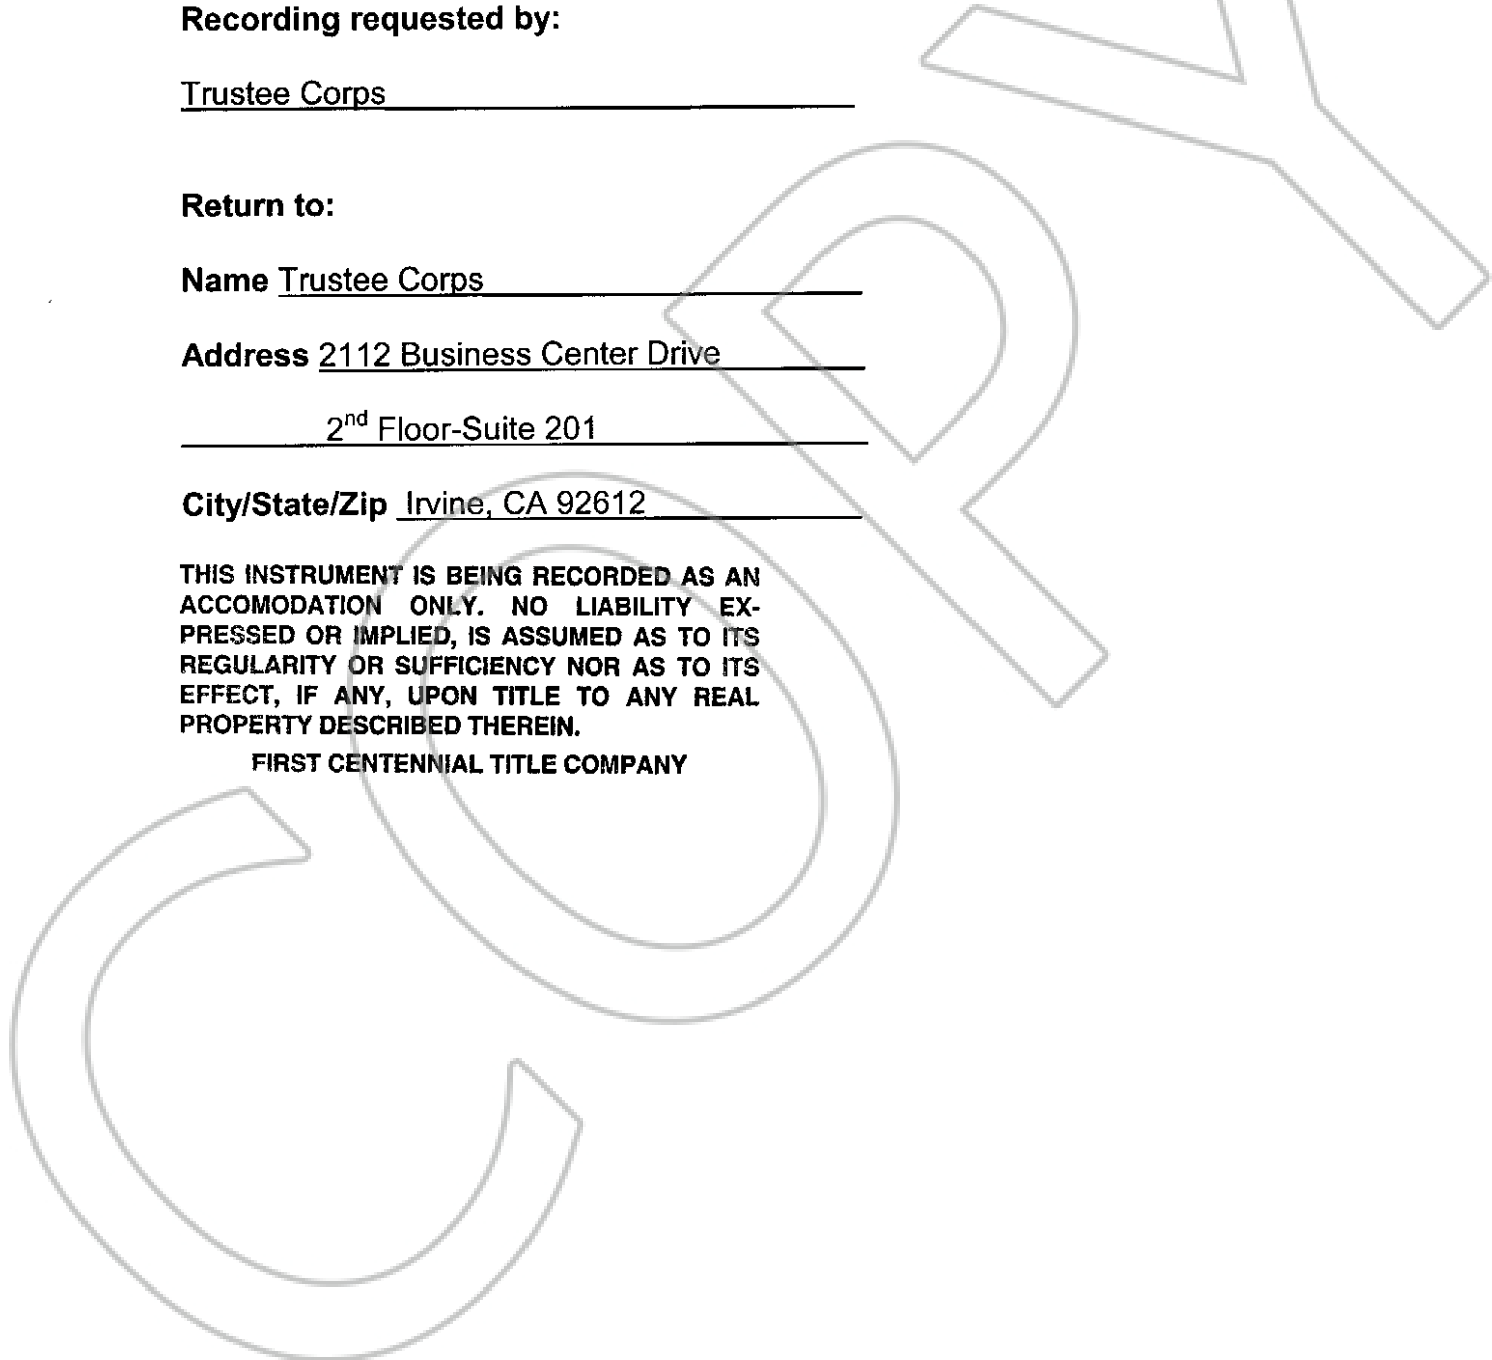 Recording requested by:
Trustee Corps
Return to:
Name Trustee Corps
Address 2112 Business Center Drive
2nd Floor-Suite 201
City/State/Zip Irvine, CA 92612
THIS INSTRUMENT IS BEING RECORDED AS AN
ACCOMODATION ONLY. NO LIABILITY EX-
PRESSED OR IMPLIED, IS ASSUMED AS TO ITS
REGULARITY OR SUFFICIENCY NOR AS TO ITS
EFFECT, IF ANY, UPON TITLE TO ANY REAL
PROPERTY DESCRIBED THEREIN.
FIRST CENTENNIAL TITLE COMPANY
COPY